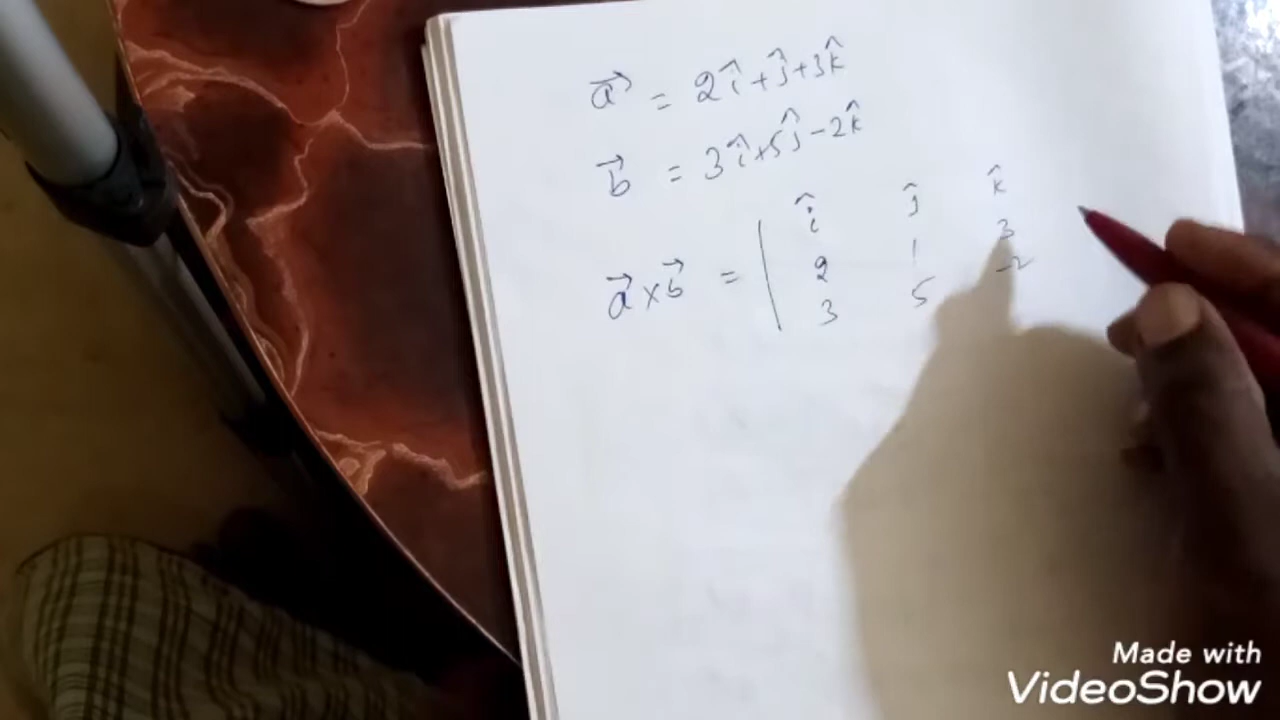 a⃗ = 2î+ĵ+3k̂
b⃗ = 3î+5ĵ-2k̂
a⃗ x b⃗ = | î ĵ k̂
2 1 3
3 5 -2
Made with
VideoShow